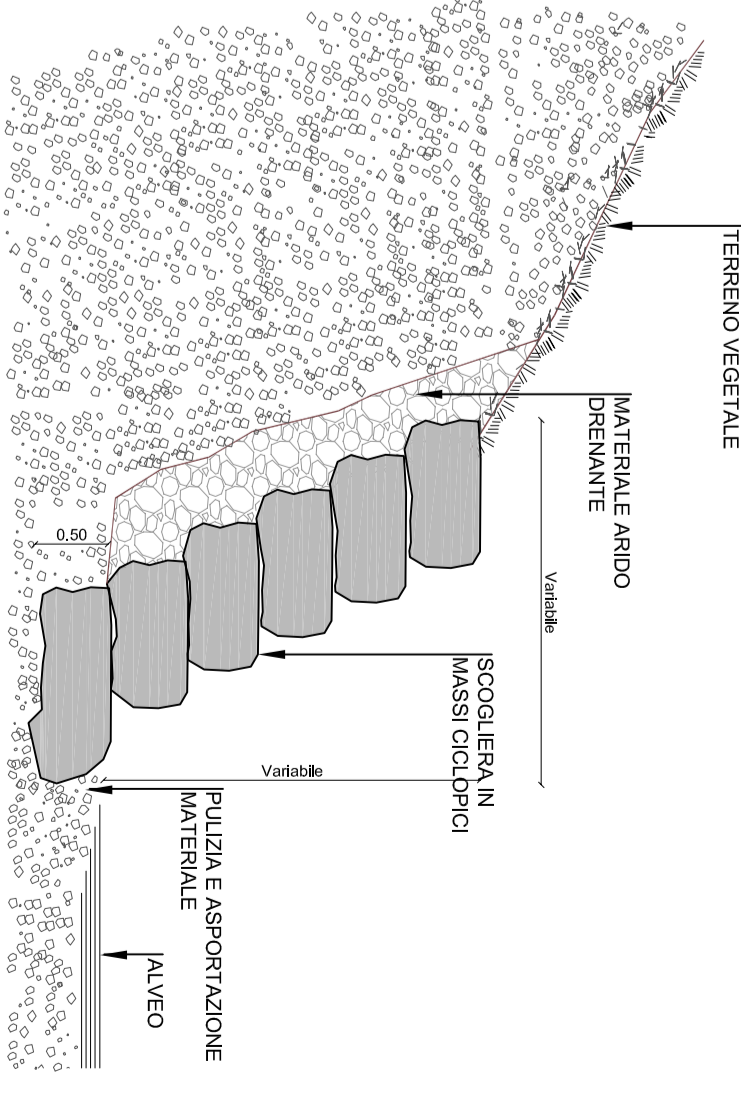 TERRENO VEGETALE
MATERIALE ARIDO
DRENANTE
Variabile
SCOGLIERA IN
MASSI CICLOPICI
0.50
Variabile
PULIZIA E ASPORTAZIONE
MATERIALE
ALVEO